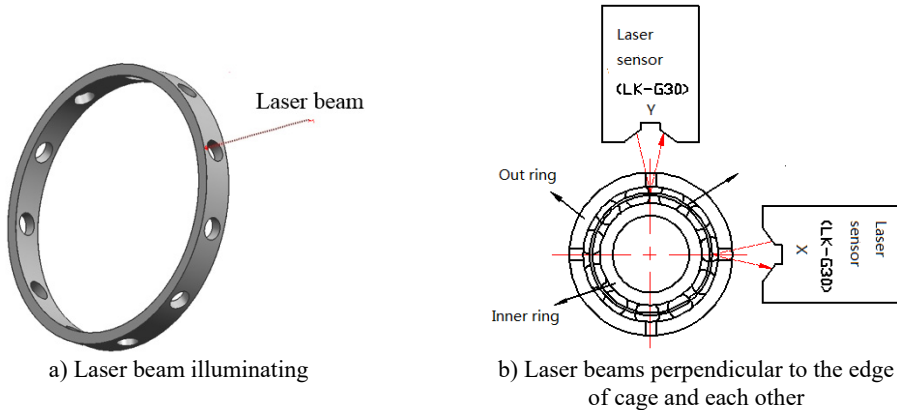 Laser beam
a) Laser beam illuminating
Laser
sensor
(LK-G30)
Y
Out ring
Inner ring
Laser
sensor
(LK-G30)
X
b) Laser beams perpendicular to the edge
of cage and each other